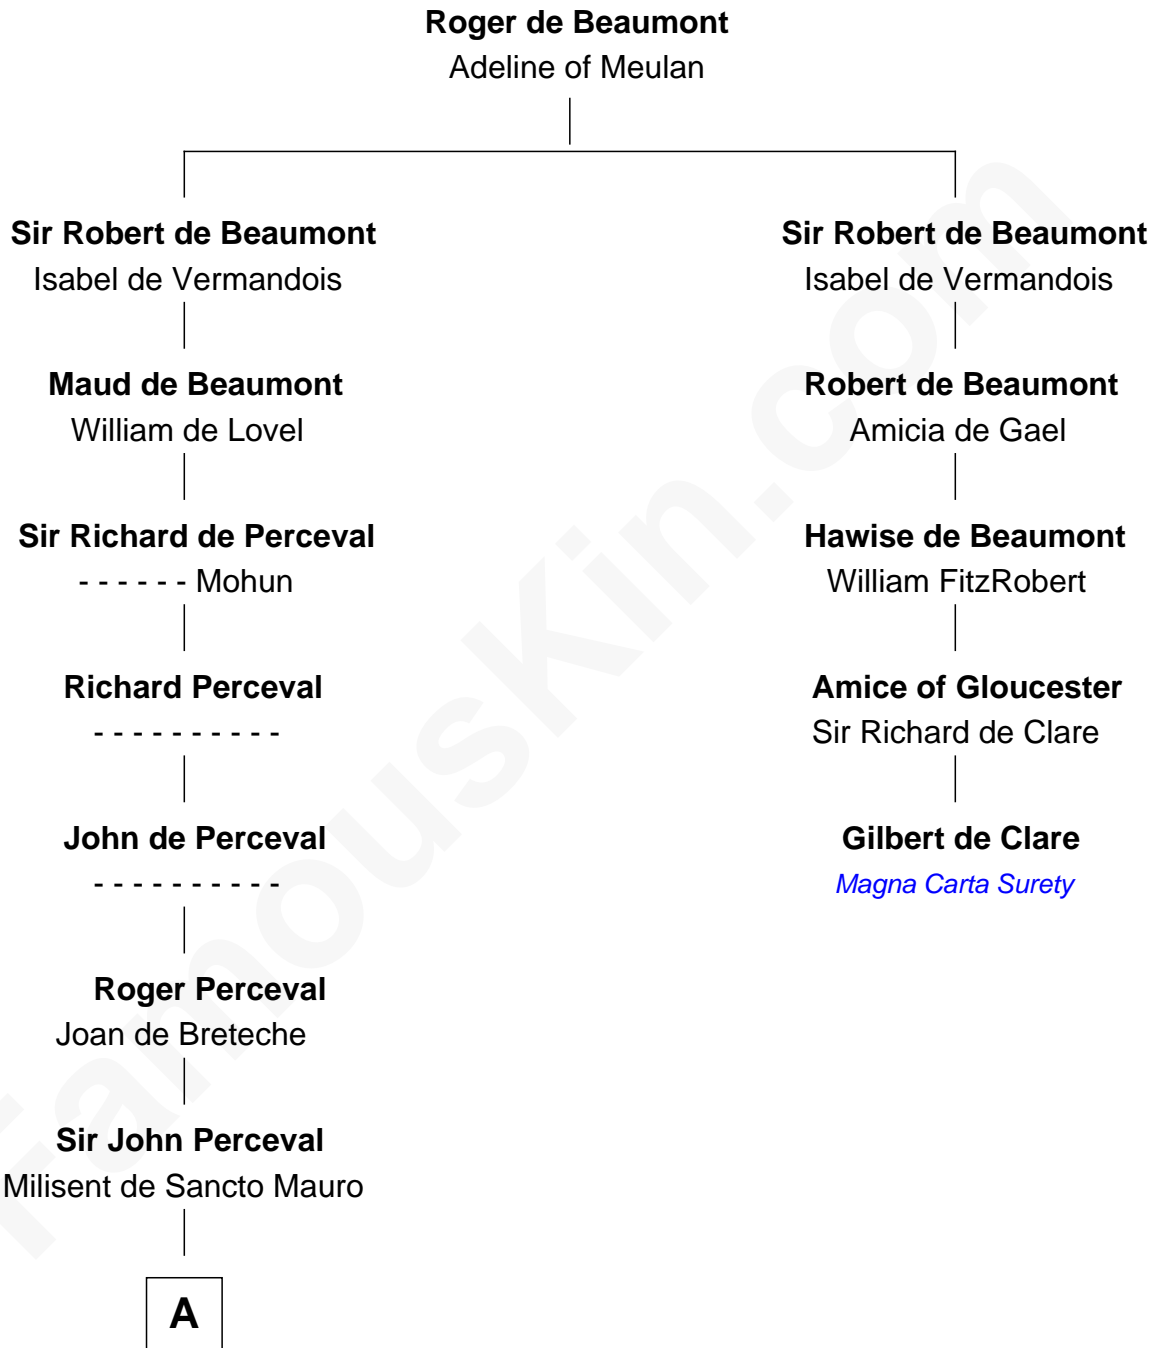 Roger de Beaumont
Adeline of Meulan
Sir Robert de Beaumont
Isabel de Vermandois
Sir Robert de Beaumont
Isabel de Vermandois
Maud de Beaumont
William de Lovel
Robert de Beaumont
Amicia de Gael
Sir Richard de Perceval
- - - - - - Mohun
Hawise de Beaumont
William FitzRobert
Richard Perceval
- - - - - - - - - -
Amice of Gloucester
Sir Richard de Clare
John de Perceval
- - - - - - - - - -
Gilbert de Clare
Magna Carta Surety
Roger Perceval
Joan de Breteche
Sir John Perceval
Milisent de Sancto Mauro
A
FamousKin.com